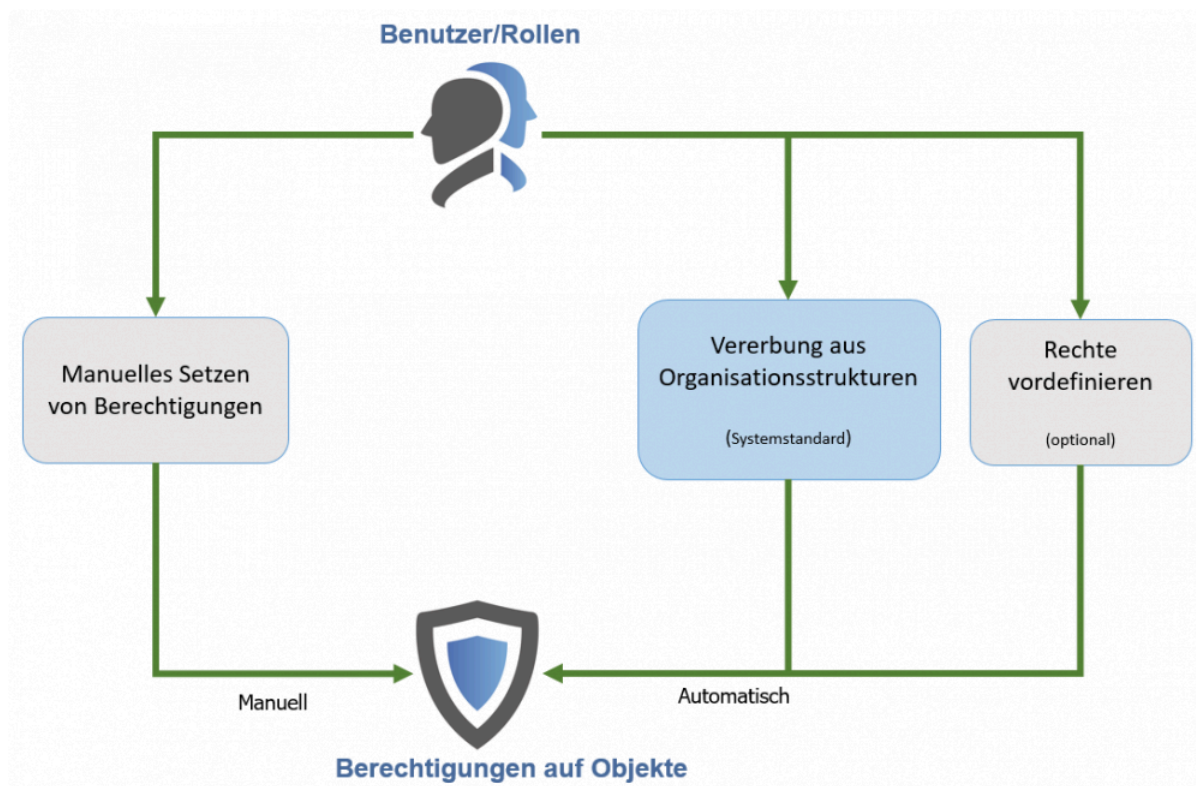 Benutzer/Rollen
Manuelles Setzen
von Berechtigungen
Vererbung aus
Organisationsstrukturen
(Systemstandard)
Rechte
vordefinieren
(optional)
Manuell
Automatisch
Berechtigungen auf Objekte